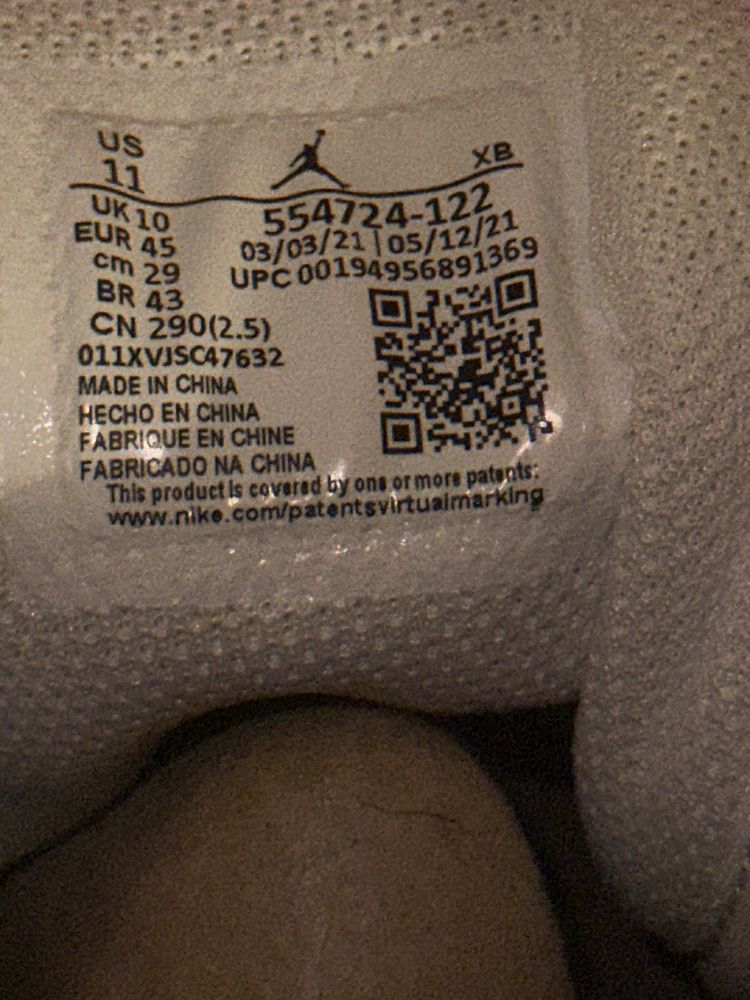 US
11
XB
UK 10
EUR 45
cm 29
BR 43
CN 290(2.5)
554724-122
03/03/21 | 05/12/21
UPC 00194956891369
011XVJSC47632
MADE IN CHINA
HECHO EN CHINA
FABRIQUE EN CHINE
FABRICADO NA CHINA
This product is covered by one or more patents:
www.nike.com/patentsvirtualmarking